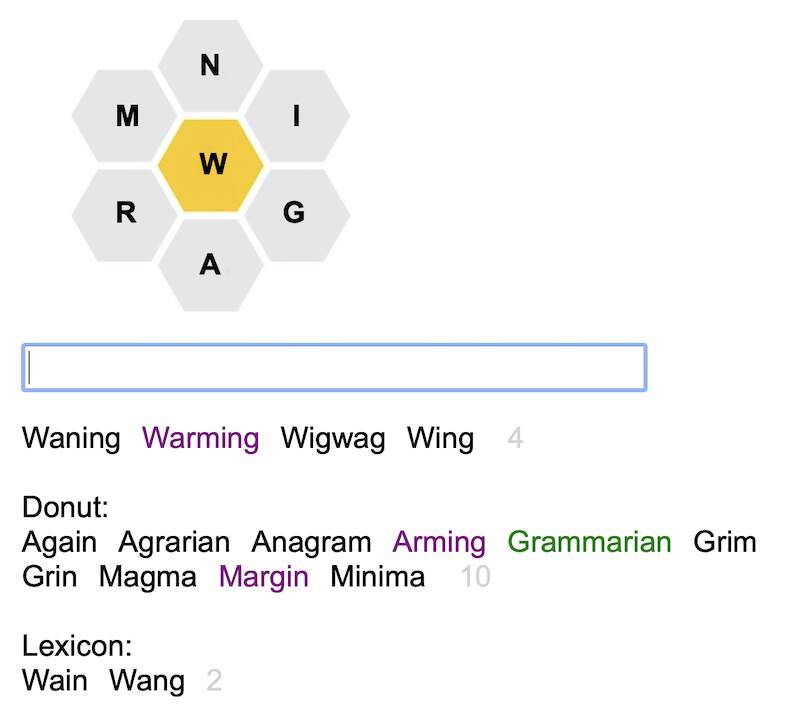 N
M I
W
R G
A
Waning Warming Wigwag Wing 4
Donut:
Again Agrarian Anagram Arming Grammarian Grim
Grin Magma Margin Minima 10
Lexicon:
Wain Wang 2